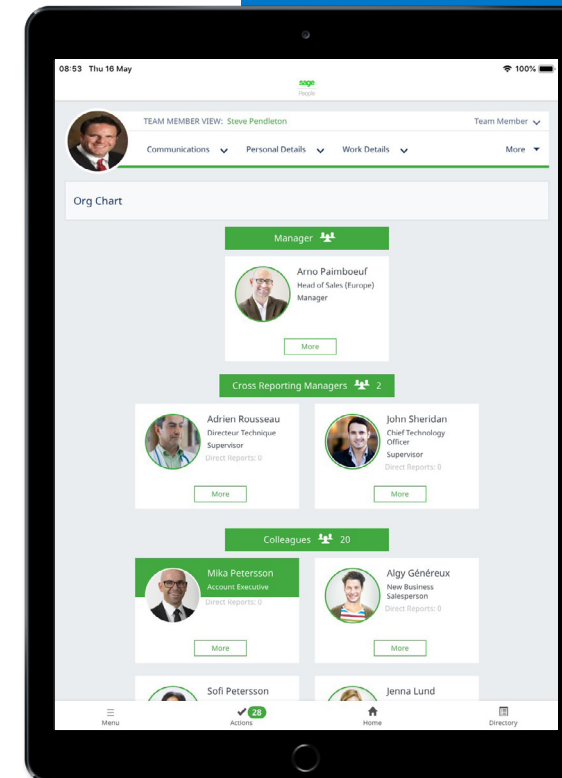 08:53 Thu 16 May
100%
sage
People
TEAM MEMBER VIEW: Steve Pendleton
Team Member
Communications Personal Details Work Details More
Org Chart
Manager
Arno Paimboeuf
Head of Sales (Europe)
Manager
More
Cross Reporting Managers 2
Adrien Rousseau
Directeur Technique
Supervisor
Direct Reports: 0
More
John Sheridan
Chief Technology
Officer
Supervisor
Direct Reports: 0
More
Colleagues 20
Mika Petersson
Account Executive
Direct Reports: 0
More
Algy Généreux
New Business
Salesperson
Direct Reports: 0
More
Sofi Petersson
Jenna Lund
28
Menu Actions Home Directory